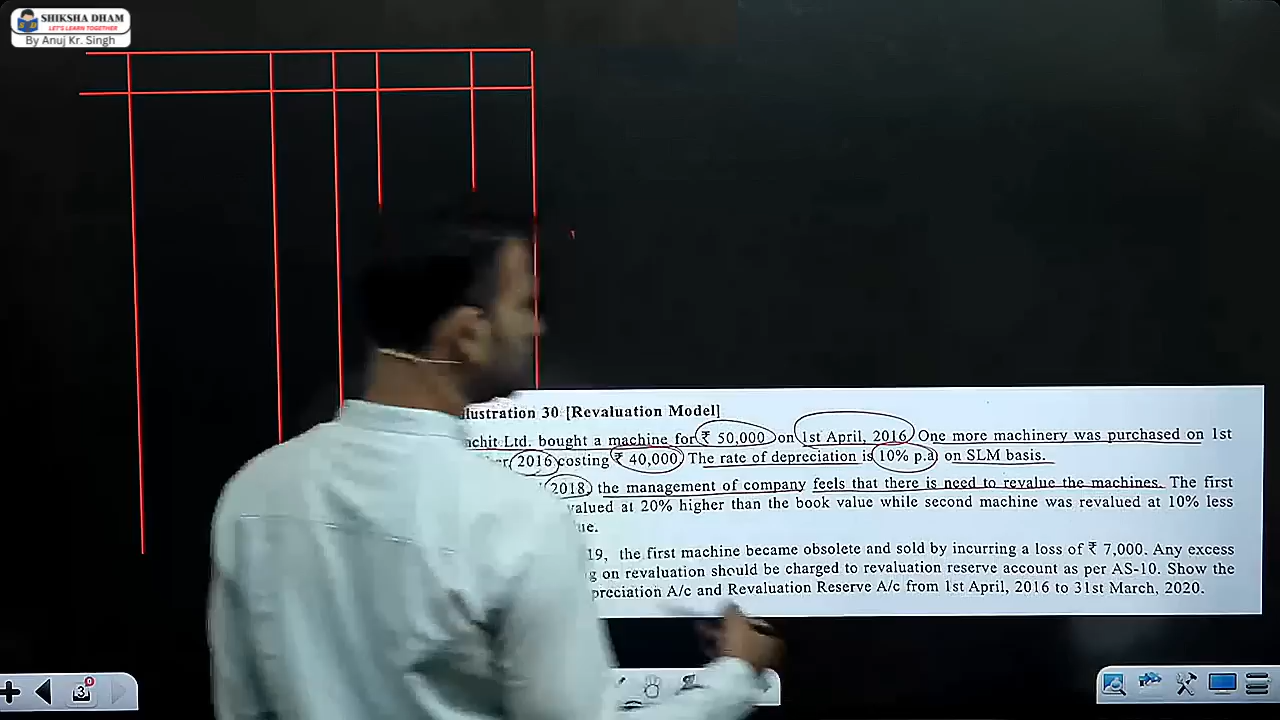 SHIKSHA DHAM
LET'S LEARN TOGETHER
By Anuj Kr. Singh
30 [Revaluation Model]
Ltd. bought a machine for ₹ 50,000 on 1st April, 2016 One more machinery was purchased on 1st
2016 costing ₹ 40,000 The rate of depreciation is 10% p.a on SLM basis.
2018, the management of company feels that there is need to revalue the machines. The first
at 20% higher than the book value while second machine was revalued at 10% less
the first machine became obsolete and sold by incurring a loss of ₹ 7,000. Any excess
on revaluation should be charged to revaluation reserve account as per AS-10. Show the
A/c and Revaluation Reserve A/c from 1st April, 2016 to 31st March, 2020.
3
0